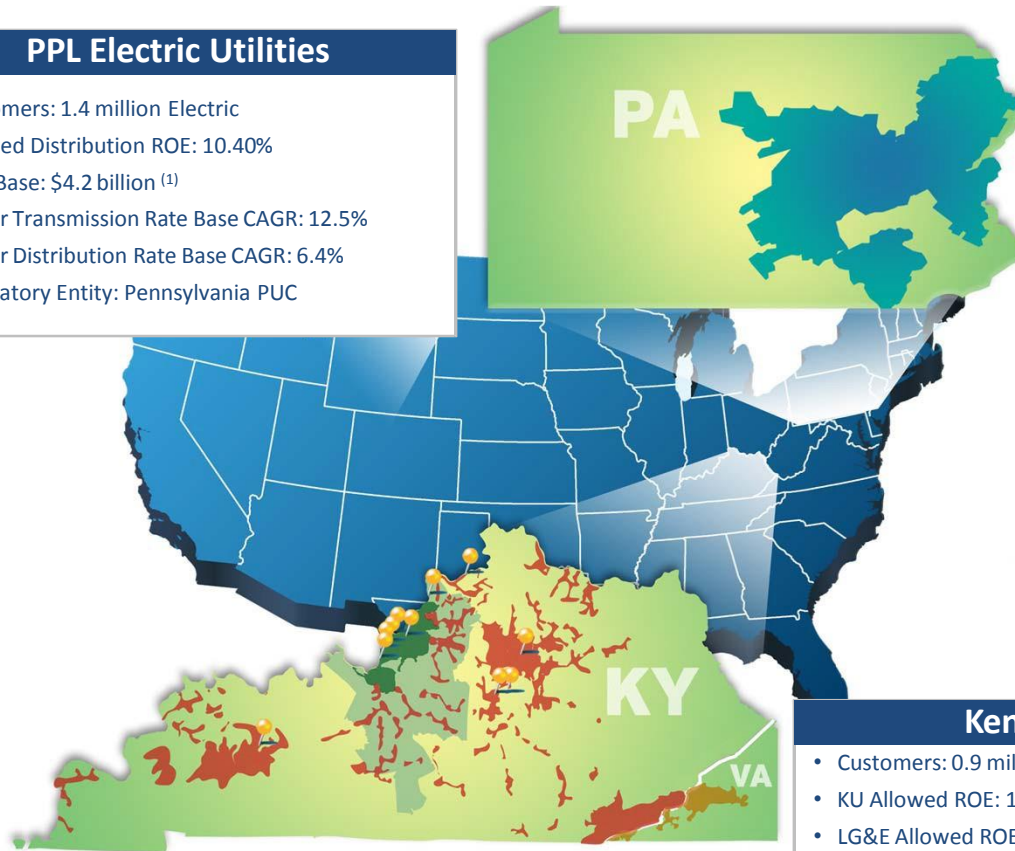 PPL Electric Utilities
mers: 1.4 million Electric
ed Distribution ROE: 10.40%
Base: $4.2 billion (1)
r Transmission Rate Base CAGR: 12.5%
r Distribution Rate Base CAGR: 6.4%
atory Entity: Pennsylvania PUC
PA
KY
VA
Ken
• Customers: 0.9 mil
• KU Allowed ROE: 1
• LG&E Allowed ROE